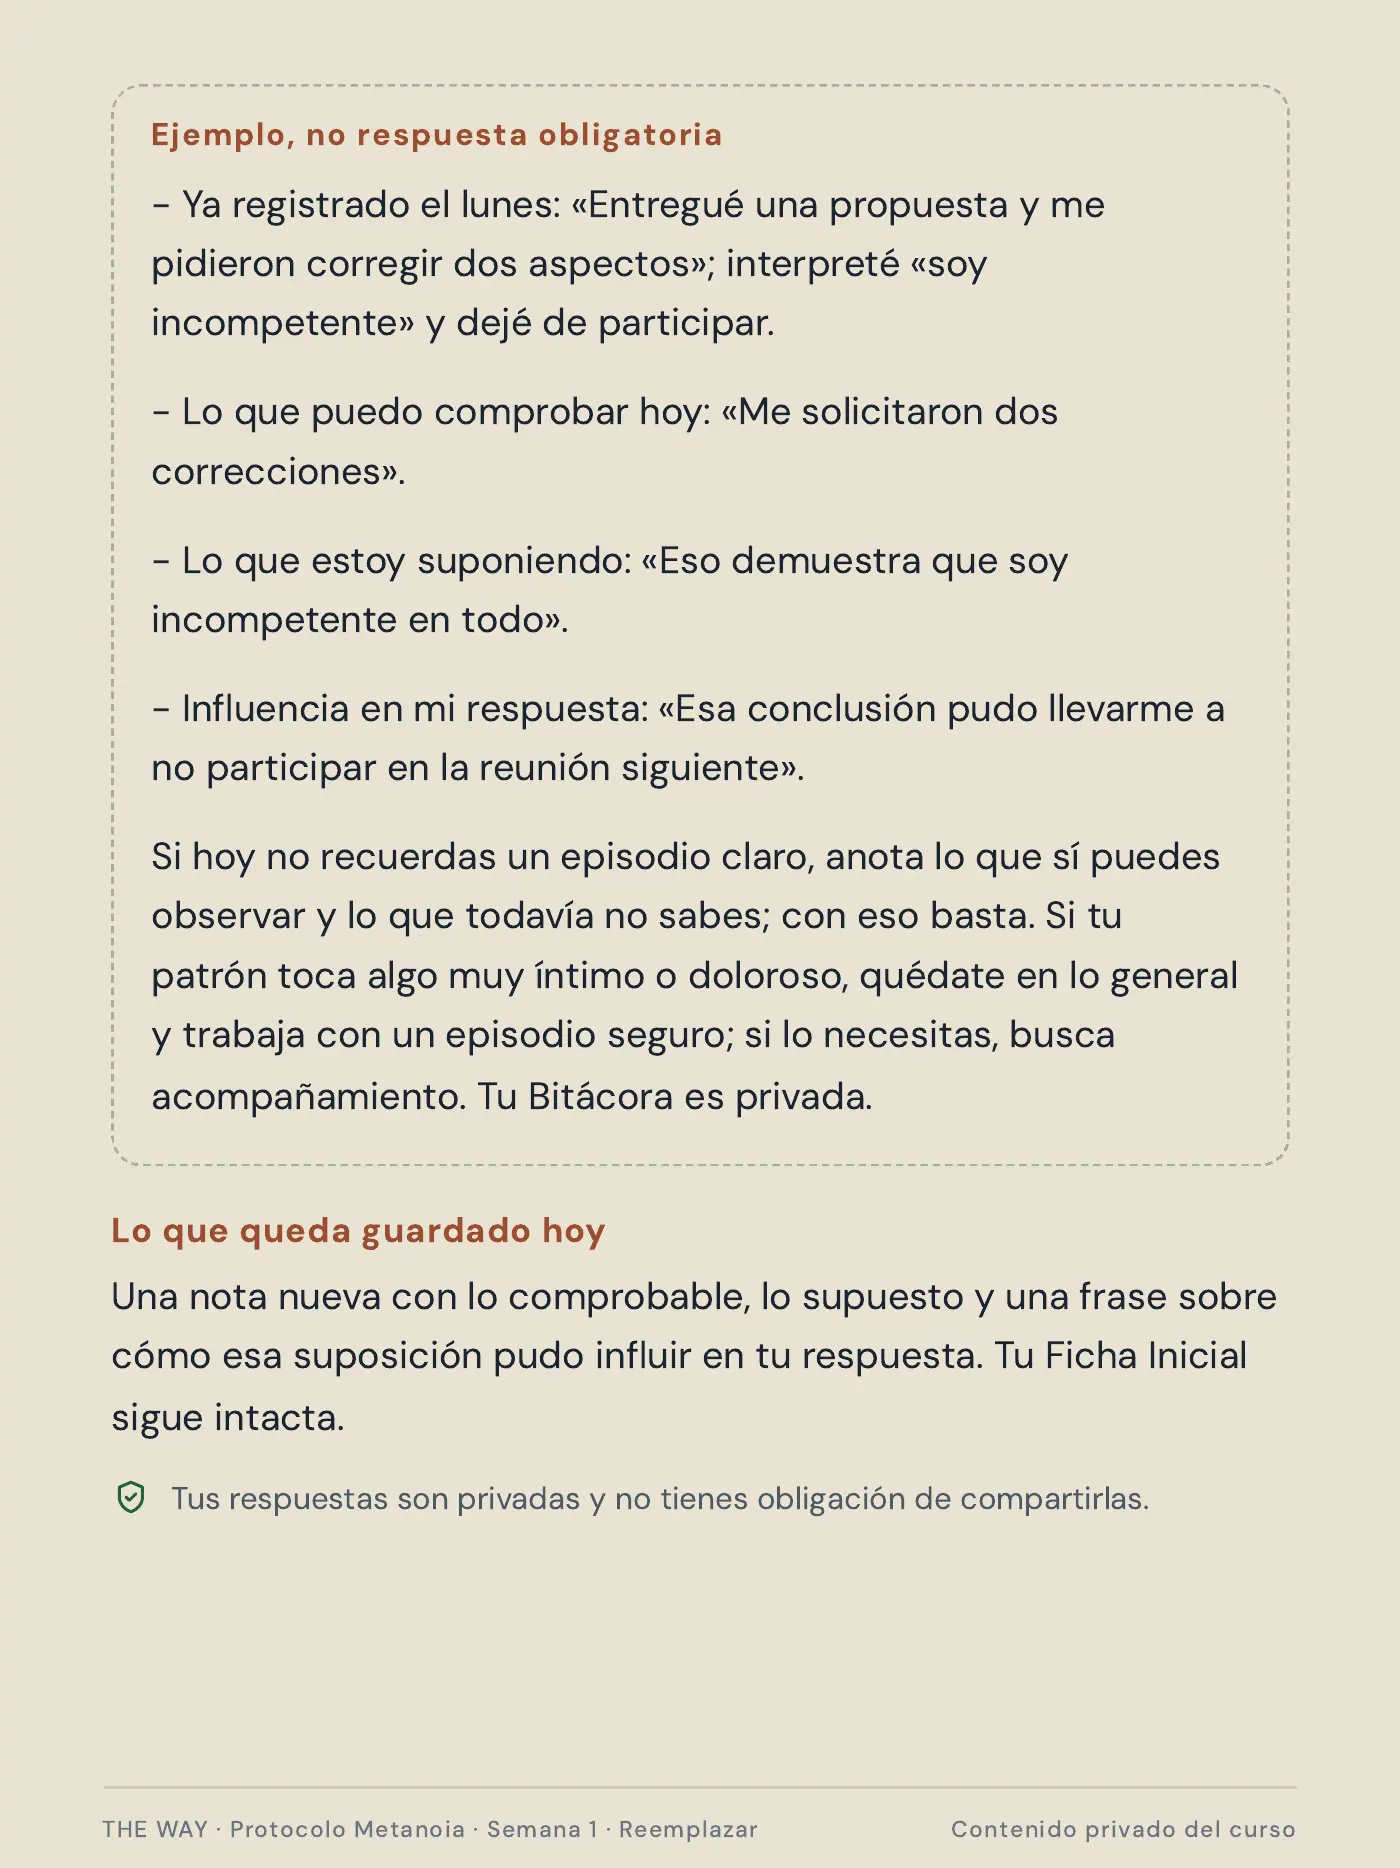 Ejemplo, no respuesta obligatoria
- Ya registrado el lunes: «Entregué una propuesta y me
pidieron corregir dos aspectos»; interpreté «soy
incompetente» y dejé de participar.
- Lo que puedo comprobar hoy: «Me solicitaron dos
correcciones».
- Lo que estoy suponiendo: «Eso demuestra que soy
incompetente en todo».
- Influencia en mi respuesta: «Esa conclusión pudo llevarme a
no participar en la reunión siguiente».
Si hoy no recuerdas un episodio claro, anota lo que sí puedes
observar y lo que todavía no sabes; con eso basta. Si tu
patrón toca algo muy íntimo o doloroso, quédate en lo general
y trabaja con un episodio seguro; si lo necesitas, busca
acompañamiento. Tu Bitácora es privada.
Lo que queda guardado hoy
Una nota nueva con lo comprobable, lo supuesto y una frase sobre
cómo esa suposición pudo influir en tu respuesta. Tu Ficha Inicial
sigue intacta.
Tus respuestas son privadas y no tienes obligación de compartirlas.
THE WAY · Protocolo Metanoia · Semana 1 · Reemplazar
Contenido privado del curso